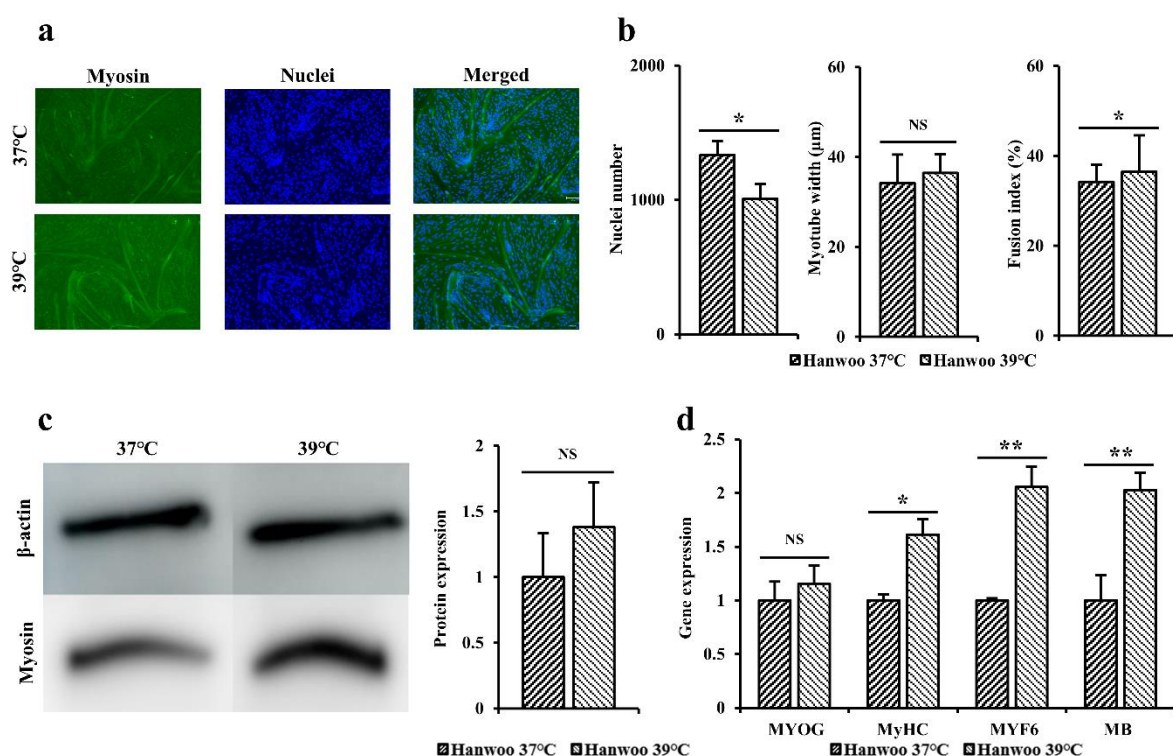 a
Myosin Nuclei Merged
37°C
39°C
b
Nuclei number
2000
1000
0
*
Myotube width (µm)
60
40
20
0
NS
Fusion index (%)
60
40
20
0
*
Hanwoo 37°C Hanwoo 39°C
c
37°C 39°C
β-actin
Myosin
Protein expression
2
1.5
1
0.5
0
NS
Hanwoo 37°C Hanwoo 39°C
d
Gene expression
2.5
2
1.5
1
0.5
0
NS * ** **
MYOG MyHC MYF6 MB
Hanwoo 37°C Hanwoo 39°C